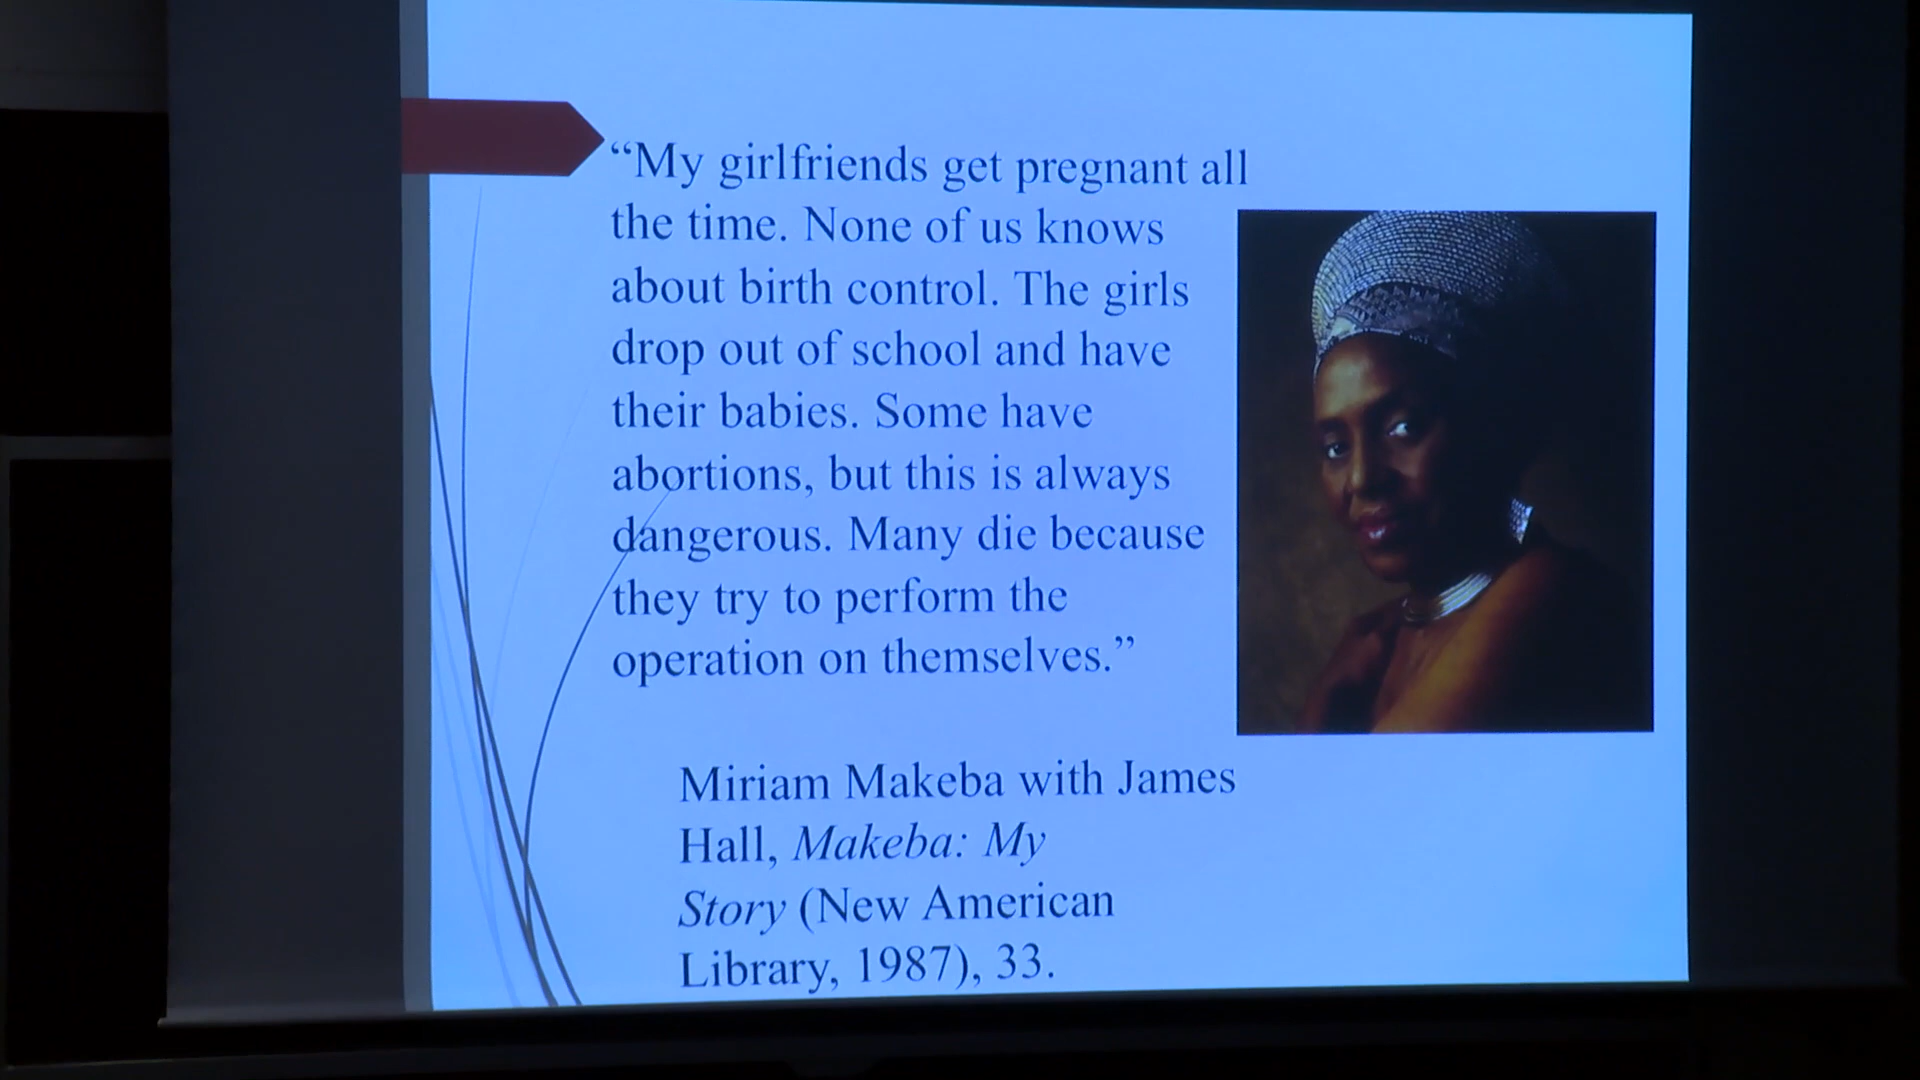 “My girlfriends get pregnant all
the time. None of us knows
about birth control. The girls
drop out of school and have
their babies. Some have
abortions, but this is always
dangerous. Many die because
they try to perform the
operation on themselves.”
Miriam Makeba with James
Hall, Makeba: My
Story (New American
Library, 1987), 33.